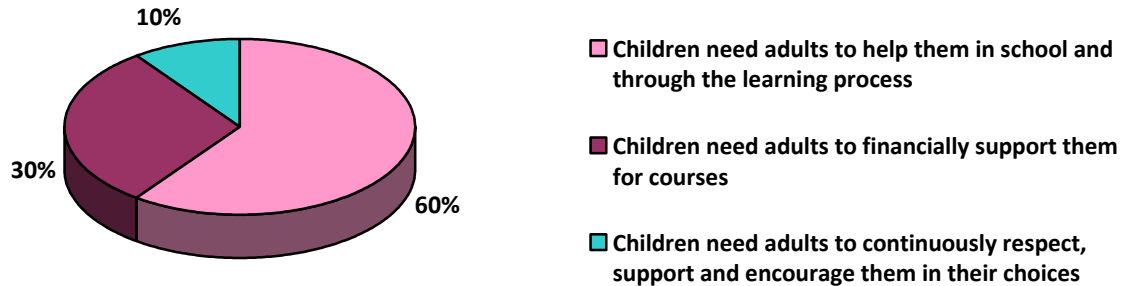 10%
30%
60%
Children need adults to help them in school and
through the learning process
Children need adults to financially support them
for courses
Children need adults to continuously respect,
support and encourage them in their choices